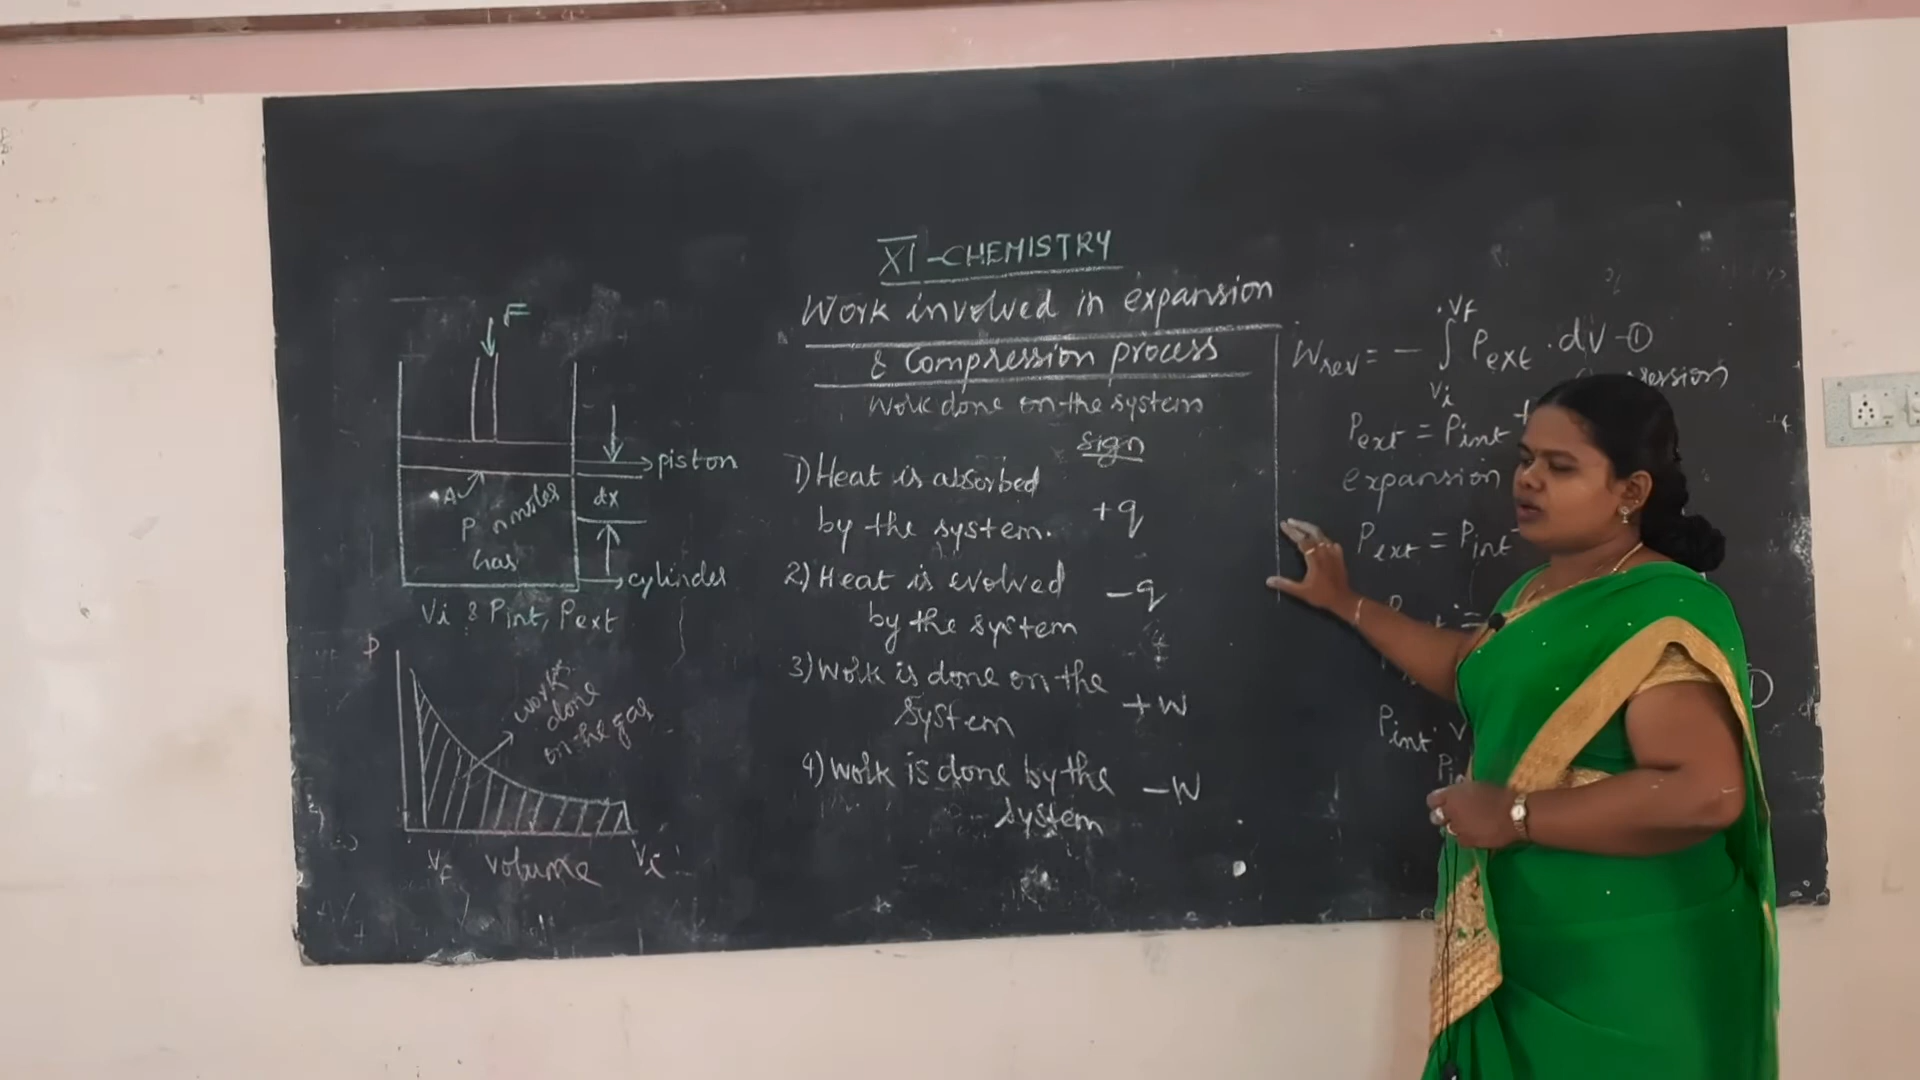 XI-CHEMISTRY
Work involved in expansion
& Compression process
Work done on the system
sign
1) Heat is absorbed
by the system. +q
2) Heat is evolved -q
by the system
3) Work is done on the
system +W
4) Work is done by the -W
system
F
piston
A
dx
P n moles
Gas
cylinder
Vi & Pint, Pext
P
work
done
on the gas
VF volume Vi
VF
Wrev = - ∫ Pext . dv -①
Vi
Pext = Pint +
expansion
Pext = Pint -
Pint . V